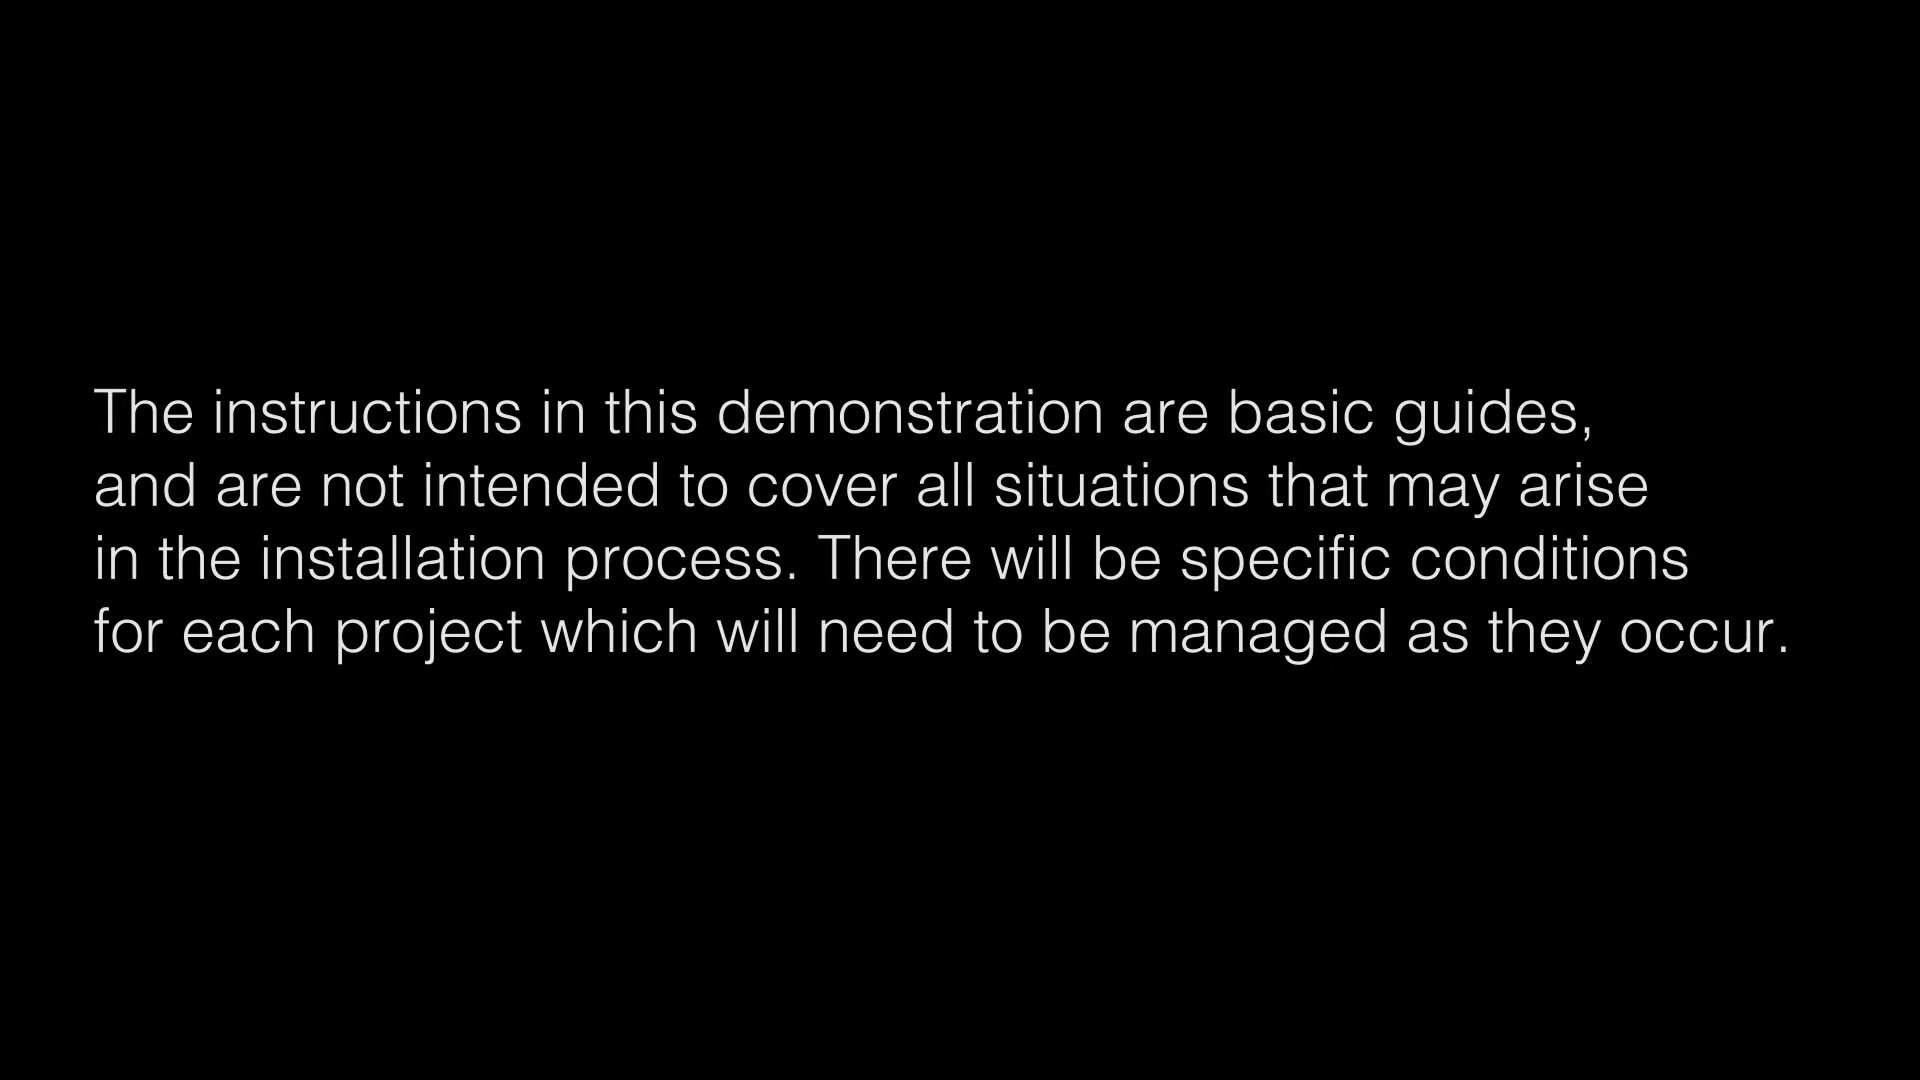 The instructions in this demonstration are basic guides,
and are not intended to cover all situations that may arise
in the installation process. There will be specific conditions
for each project which will need to be managed as they occur.